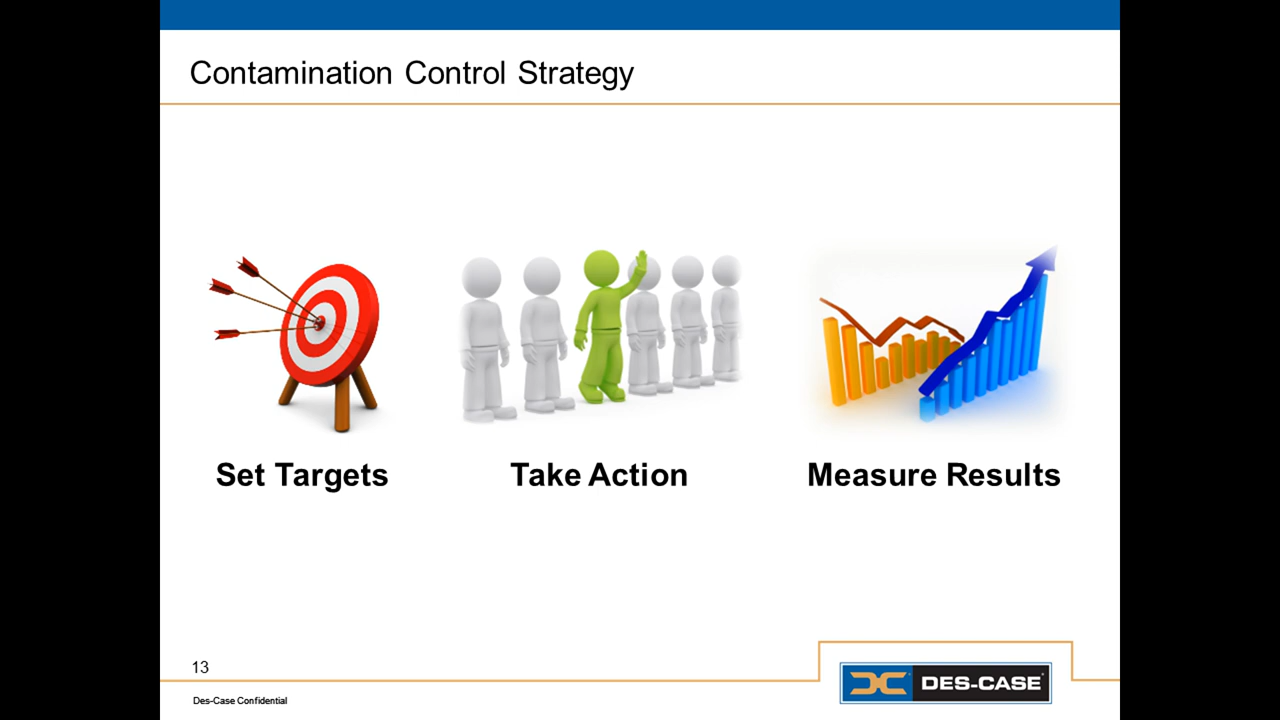 Contamination Control Strategy
Set Targets
Take Action
Measure Results
13
Des-Case Confidential
DES-CASE